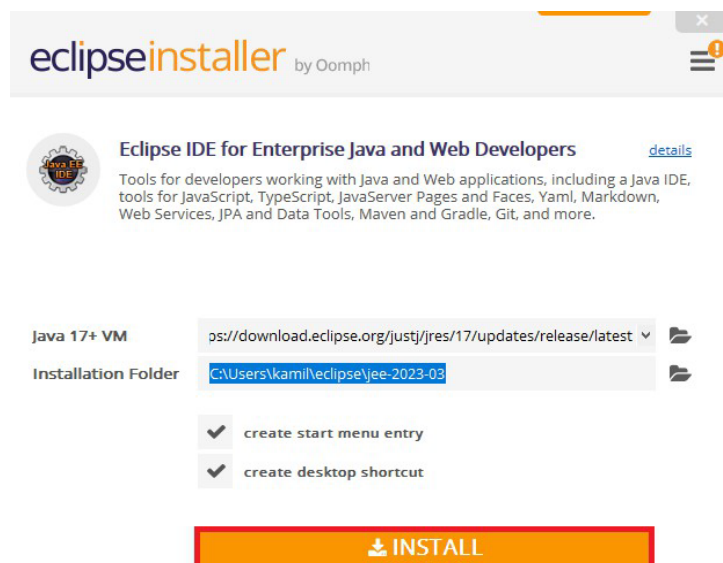 eclipseinstaller by Oomph
Java EE
IDE
Eclipse IDE for Enterprise Java and Web Developers details
Tools for developers working with Java and Web applications, including a Java IDE,
tools for JavaScript, TypeScript, JavaServer Pages and Faces, Yaml, Markdown,
Web Services, JPA and Data Tools, Maven and Gradle, Git, and more.
Java 17+ VM ps://download.eclipse.org/justj/jres/17/updates/release/latest
Installation Folder C:\Users\kamil\eclipse\jee-2023-03
create start menu entry
create desktop shortcut
INSTALL